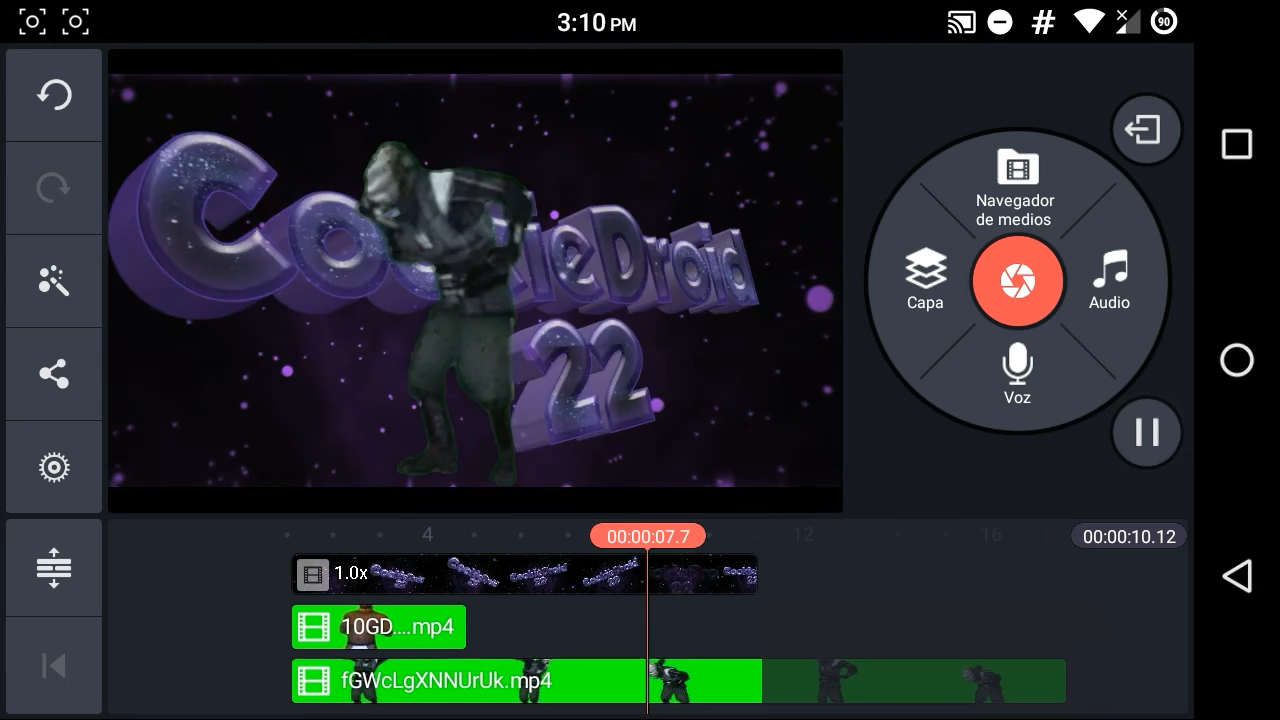 3:10 PM
90
Navegador
de medios
Capa
Audio
Voz
22
4
00:00:07.7
12
16
00:00:10.12
1.0x
10GD....mp4
fGWcLgXNNUrUk.mp4